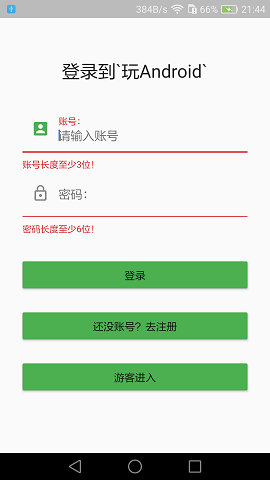 384B/s 66% 21:44
登录到`玩Android`
账号：
请输入账号
账号长度至少3位！
密码：
密码长度至少6位！
登录
还没账号？去注册
游客进入